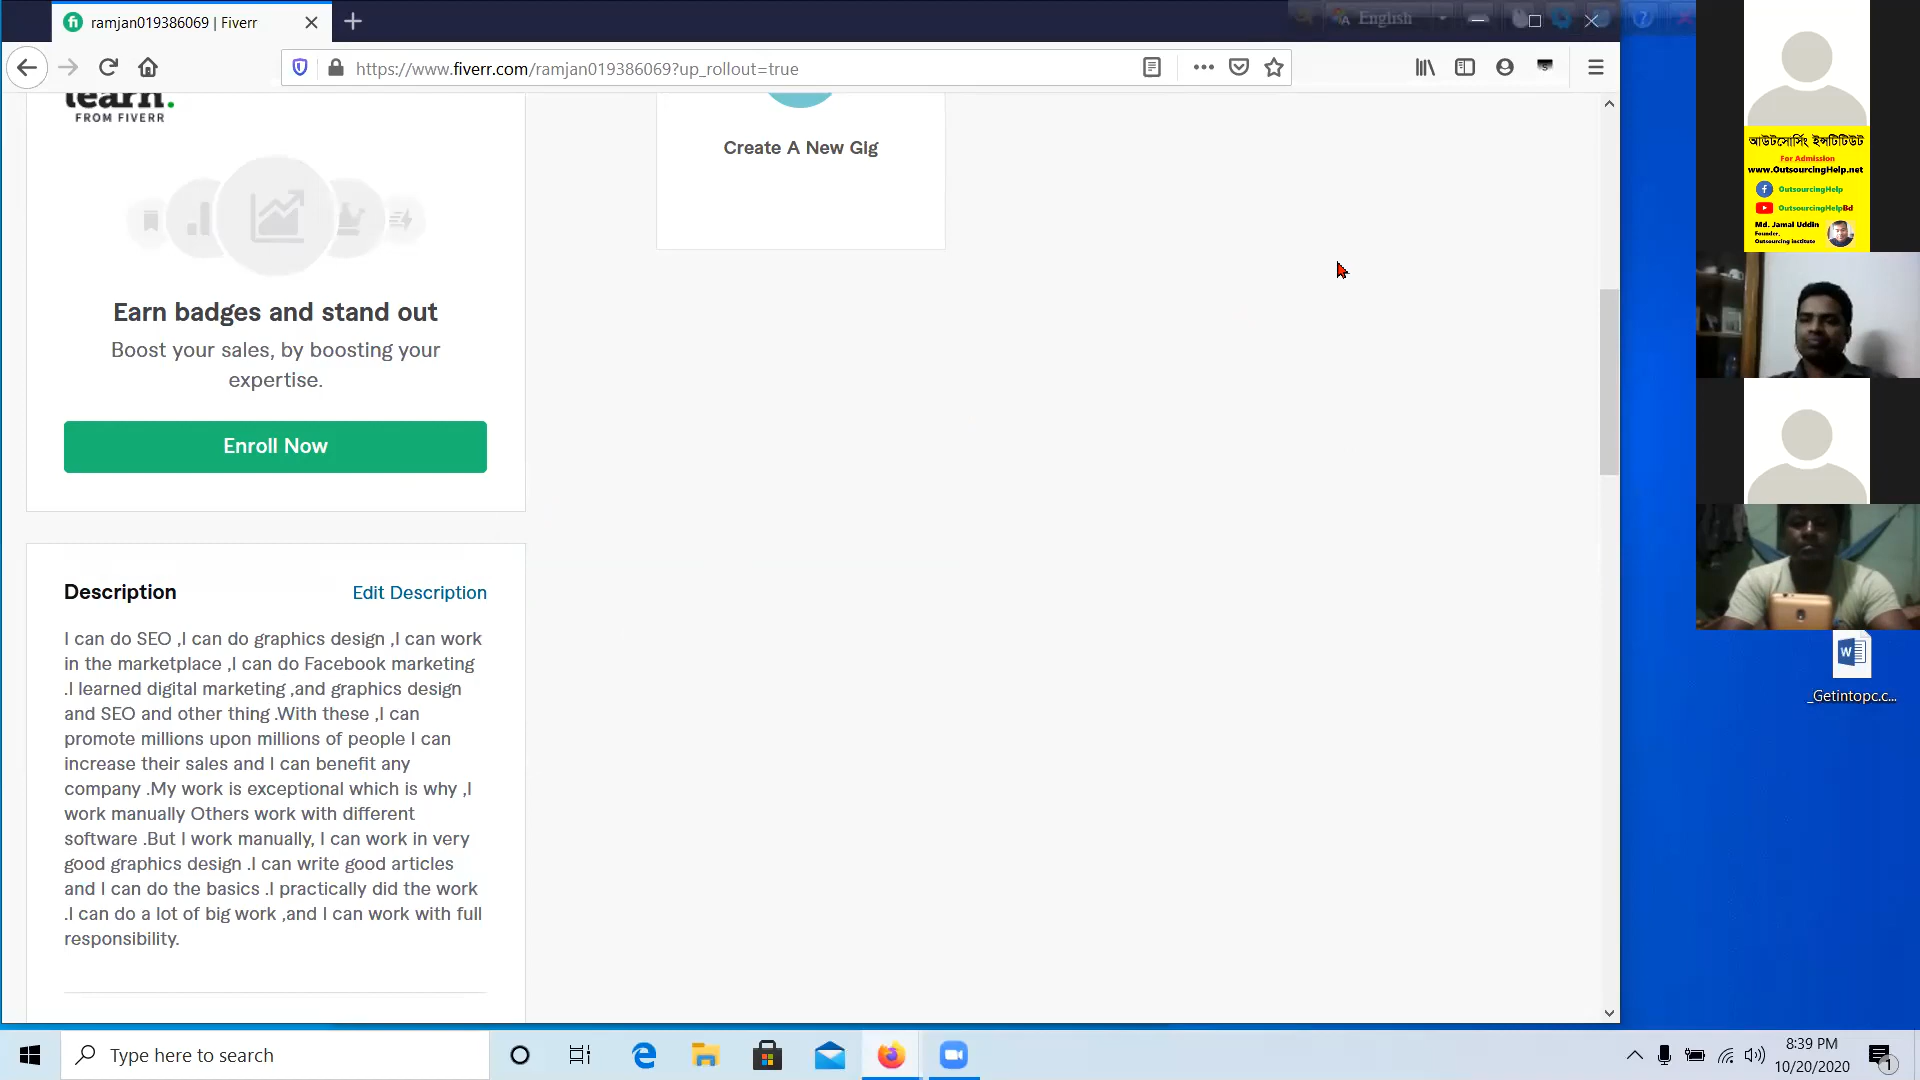 ramjan019386069 | Fiverr
English
https://www.fiverr.com/ramjan019386069?up_rollout=true
learn.
FROM FIVERR
Earn badges and stand out
Boost your sales, by boosting your
expertise.
Enroll Now
Create A New Gig
Description
Edit Description
I can do SEO ,I can do graphics design ,I can work
in the marketplace ,I can do Facebook marketing
.I learned digital marketing ,and graphics design
and SEO and other thing .With these ,I can
promote millions upon millions of people I can
increase their sales and I can benefit any
company .My work is exceptional which is why ,I
work manually Others work with different
software .But I work manually, I can work in very
good graphics design .I can write good articles
and I can do the basics .I practically did the work
.I can do a lot of big work ,and I can work with full
responsibility.
আউটসোর্সিং ইন্সটিটিউট
For Admission
www.OutsourcingHelp.net
OutsourcingHelp
OutsourcingHelpBd
Md. Jamal Uddin
Founder,
Outsourcing Institute
_Getintopc.c...
Type here to search
8:39 PM
10/20/2020
1